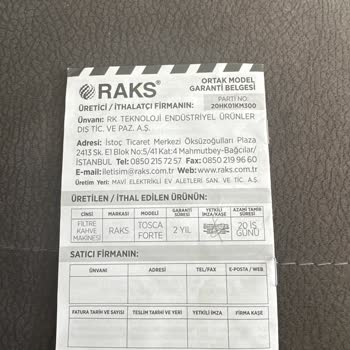 RAKS®
ORTAK MODEL
GARANTİ BELGESİ
PARTİ NO:
20HK01KM300
ÜRETİCİ / İTHALATÇI FİRMANIN:
Ünvanı: RK TEKNOLOJİ ENDÜSTRİYEL ÜRÜNLER
DIŞ TİC. VE PAZ. A.Ş.
Adresi: İstoç Ticaret Merkezi Öksüzoğulları Plaza
2413 Sk. E1 Blok No:5/41 Kat:4 Mahmutbey-Bağcılar/
İSTANBUL Tel: 0850 215 72 57 Fax: 0850 219 96 60
E-mail: iletisim@raks.com.tr Web: www.raks.com.tr
Üretim Yeri: MAVİ ELEKTRİKLİ EV ALETLERİ SAN. VE TİC. A.Ş.
ÜRETİLEN / İTHAL EDİLEN ÜRÜNÜN:
CİNSİ MARKASI MODELİ GARANTİ SÜRESİ YETKİLİ İMZA/KAŞE AZAMİ TAMİR SÜRESİ
FİLTRE KAHVE MAKİNESİ RAKS TOSCA FORTE 2 YIL 20 İŞ GÜNÜ
SATICI FİRMANIN:
ÜNVANI ADRESİ TEL/FAX E-POSTA / WEB
FATURA TARİH VE SAYISI TESLİM TARİHİ VE YERİ YETKİLİ İMZA FİRMA KAŞE